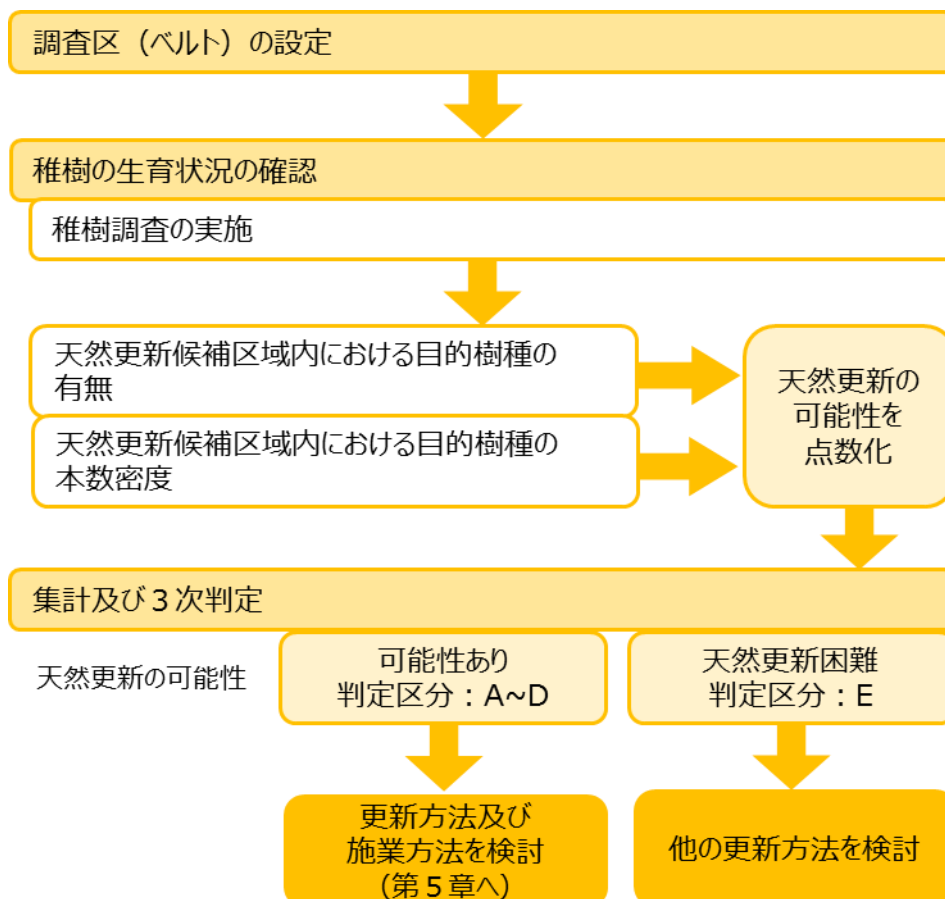 調査区（ベルト）の設定
稚樹の生育状況の確認
稚樹調査の実施
天然更新候補区域内における目的樹種の
有無
天然更新候補区域内における目的樹種の
本数密度
天然更新の
可能性を
点数化
集計及び３次判定
天然更新の可能性
可能性あり
判定区分：A~D
天然更新困難
判定区分：E
更新方法及び
施業方法を検討
(第５章へ)
他の更新方法を検討